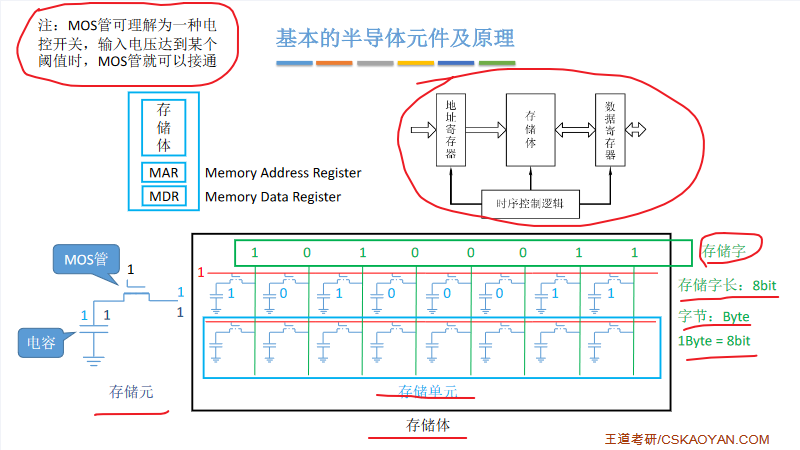 注：MOS管可理解为一种电
控开关，输入电压达到某个
阈值时，MOS管就可以接通
基本的半导体元件及原理
存储体
MAR
MDR
Memory Address Register
Memory Data Register
地址寄存器
存储体
数据寄存器
时序控制逻辑
MOS管
1
1
1
1 1
电容
存储元
1 0 1 0 0 0 1 1
1
1 0 1 0 0 0 1 1
存储单元
存储体
存储字
存储字长：8bit
字节：Byte
1Byte = 8bit
王道考研/CSKAOYAN.COM